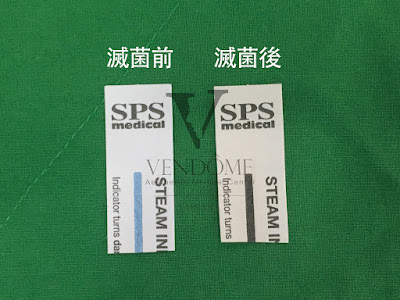 滅菌前
滅菌後
SPS
medical
STEAM IN
Indicator turns da
SPS
medical
STEAM IN
Indicator turns
V
VENDÔME